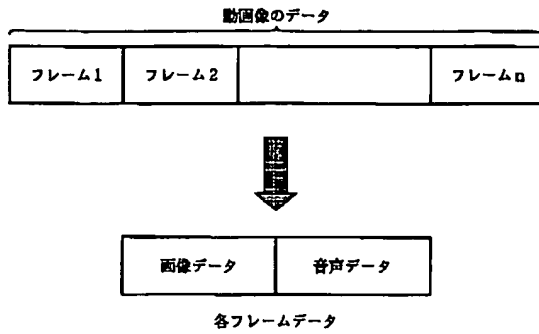 動画像のデータ
フレーム1 フレーム2 フレームn
画像データ 音声データ
各フレームデータ